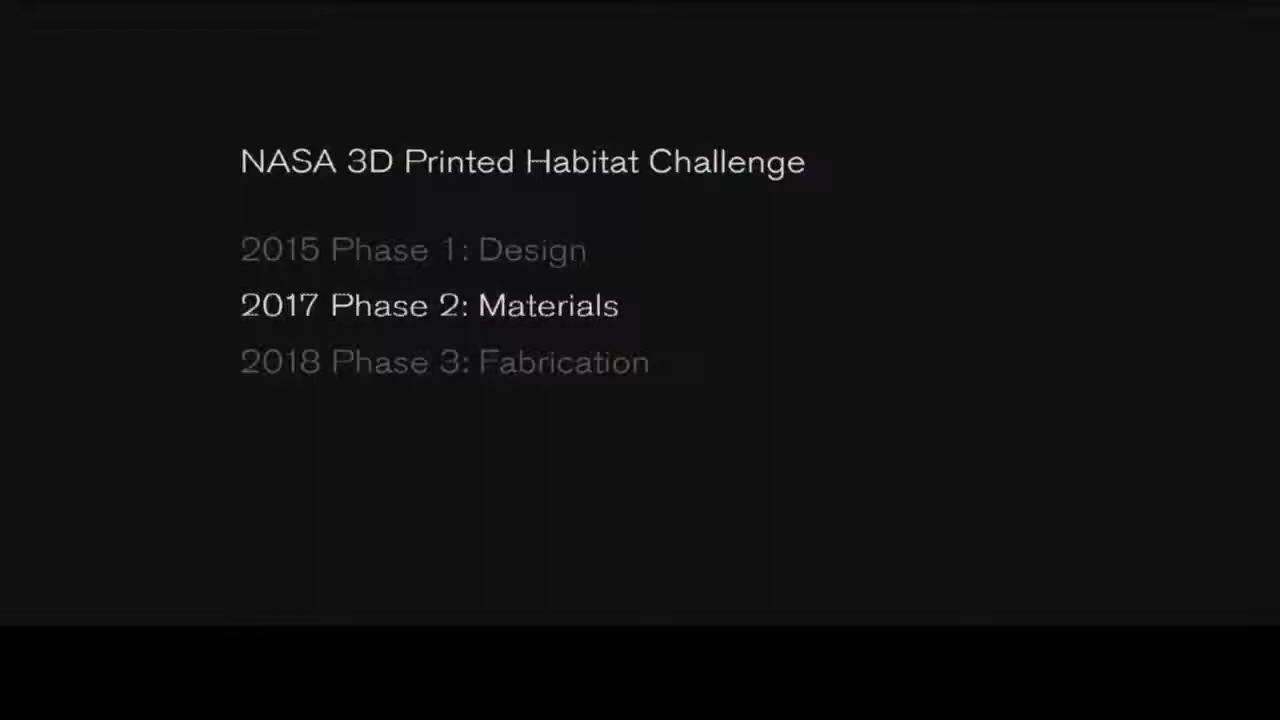 NASA 3D Printed Habitat Challenge
2015 Phase 1: Design
2017 Phase 2: Materials
2018 Phase 3: Fabrication